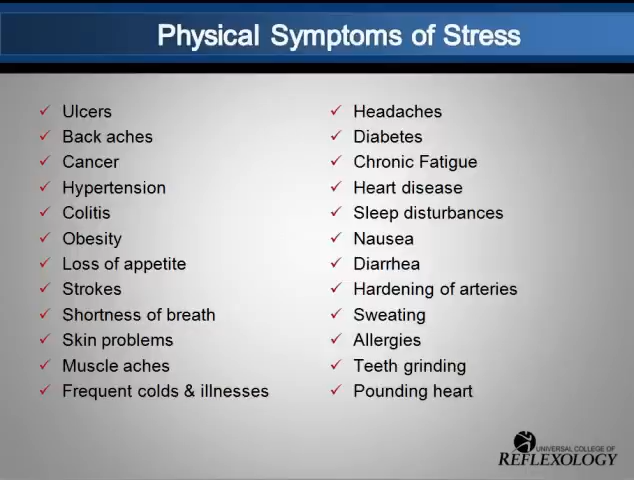 Physical Symptoms of Stress
Ulcers
Back aches
Cancer
Hypertension
Colitis
Obesity
Loss of appetite
Strokes
Shortness of breath
Skin problems
Muscle aches
Frequent colds & illnesses
Headaches
Diabetes
Chronic Fatigue
Heart disease
Sleep disturbances
Nausea
Diarrhea
Hardening of arteries
Sweating
Allergies
Teeth grinding
Pounding heart
UNIVERSAL COLLEGE OF
REFLEXOLOGY